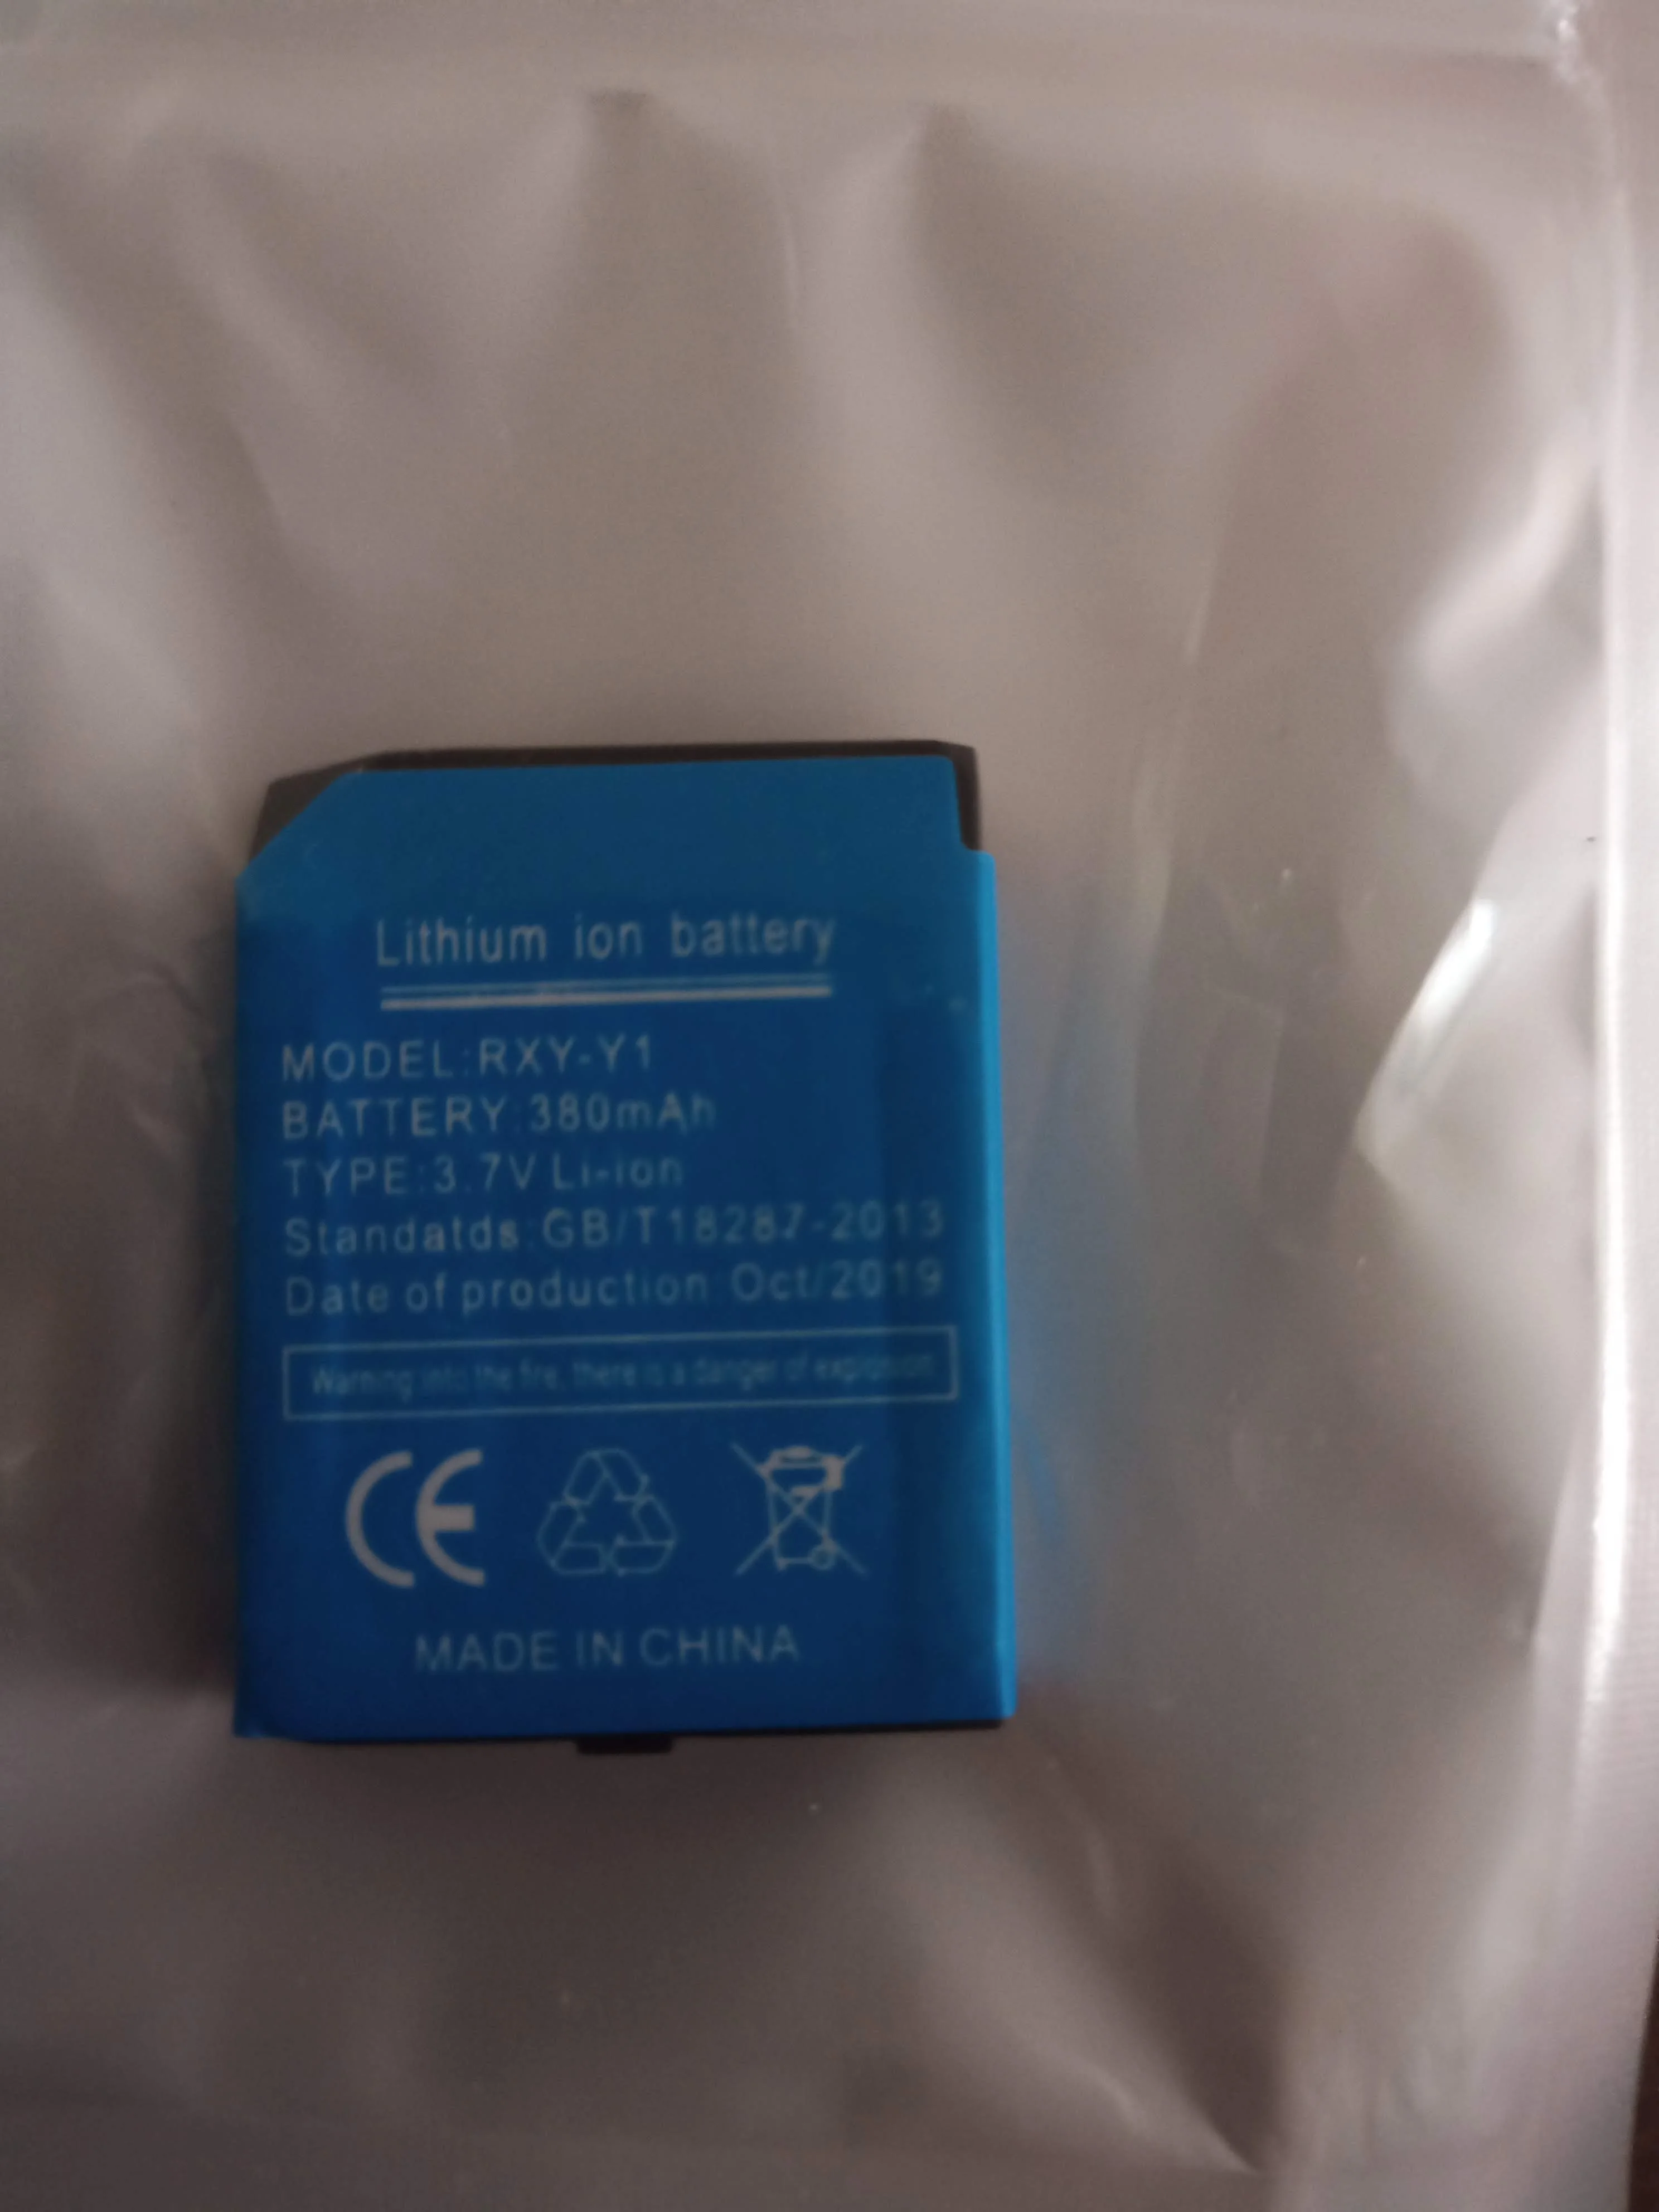 Lithium ion battery
MODEL:RXY-Y1
BATTERY:380mAh
TYPE:3.7V Li-ion
Standatds:GB/T18287-2013
Date of production:Oct/2019
Warning into the fire, there is a danger of explosion
CE
MADE IN CHINA